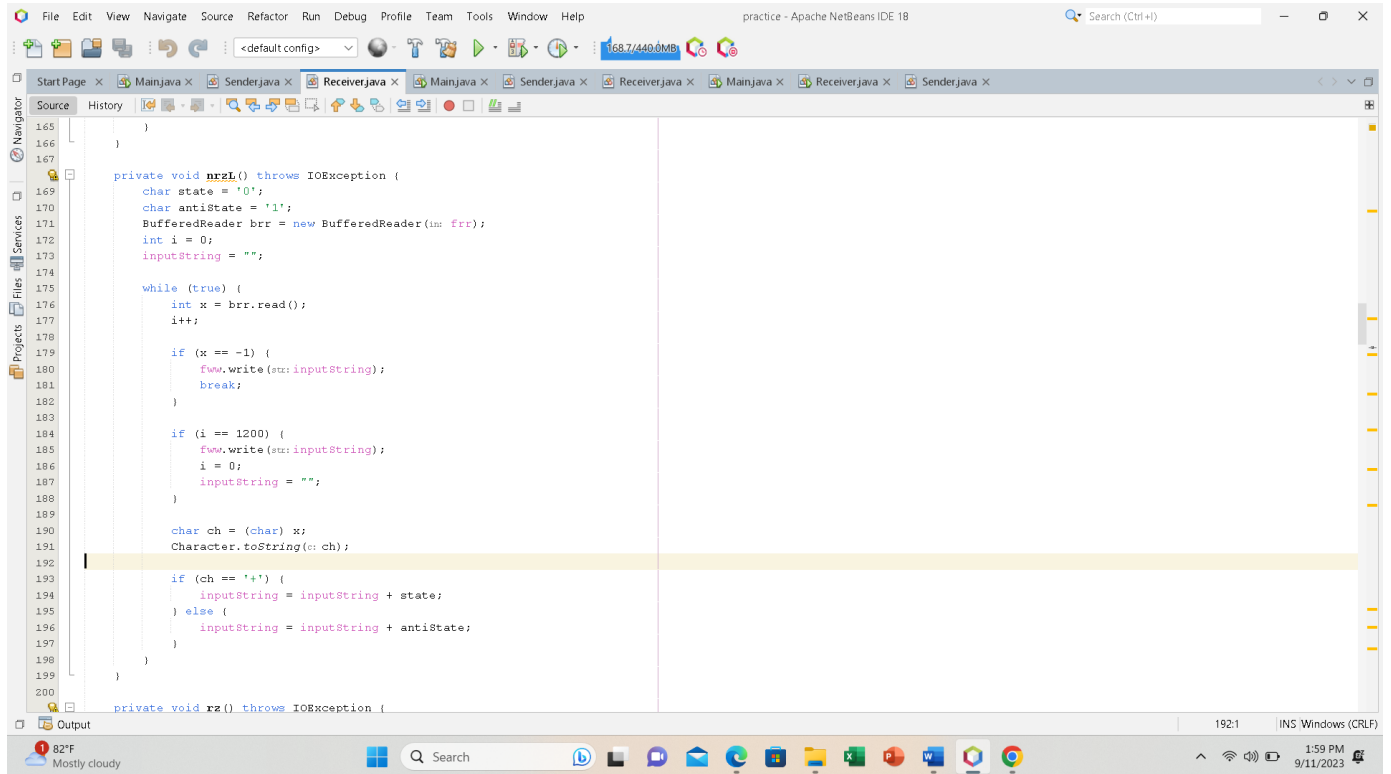 File Edit View Navigate Source Refactor Run Debug Profile Team Tools Window Help practice - Apache NetBeans IDE 18 Search (Ctrl+I)
<default config> 168.7/440.0MB
Start Page Main.java Sender.java Receiver.java Main.java Sender.java Receiver.java Main.java Receiver.java Sender.java
Source History
Navigator
Services
Files
Projects
165 }
166 }
167
private void nrzL() throws IOException {
169 char state = '0';
170 char antiState = '1';
171 BufferedReader brr = new BufferedReader(in: frr);
172 int i = 0;
173 inputString = "";
174
175 while (true) {
176 int x = brr.read();
177 i++;
178
179 if (x == -1) {
180 fww.write(str: inputString);
181 break;
182 }
183
184 if (i == 1200) {
185 fww.write(str: inputString);
186 i = 0;
187 inputString = "";
188 }
189
190 char ch = (char) x;
191 Character.toString(c: ch);
192
193 if (ch == '+') {
194 inputString = inputString + state;
195 } else {
196 inputString = inputString + antiState;
197 }
198 }
199 }
200
private void rz() throws IOException {
Output 192:1 INS Windows (CRLF)
1 82°F
Mostly cloudy
Search
1:59 PM
9/11/2023